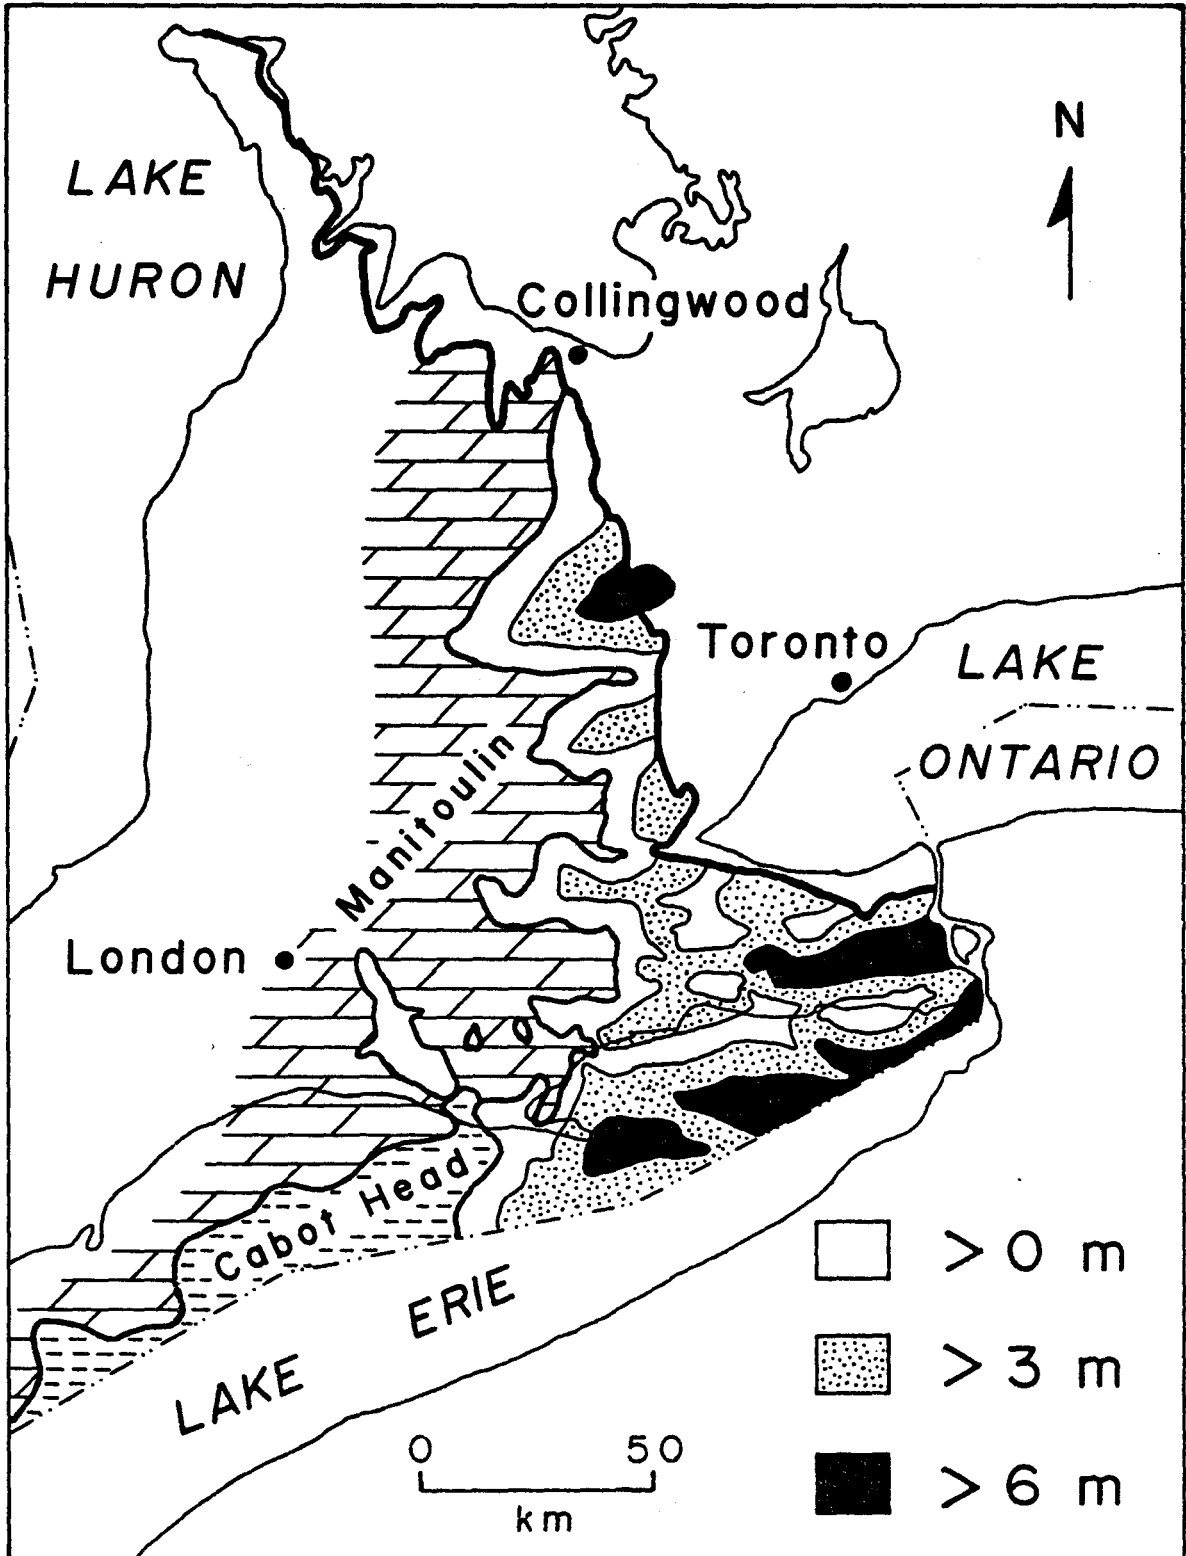 N
LAKE
HURON
Collingwood
Toronto
LAKE
ONTARIO
Manitoulin
London
Cabot Head
> 0 m
ERIE
LAKE
> 3 m
0 50
km
> 6 m